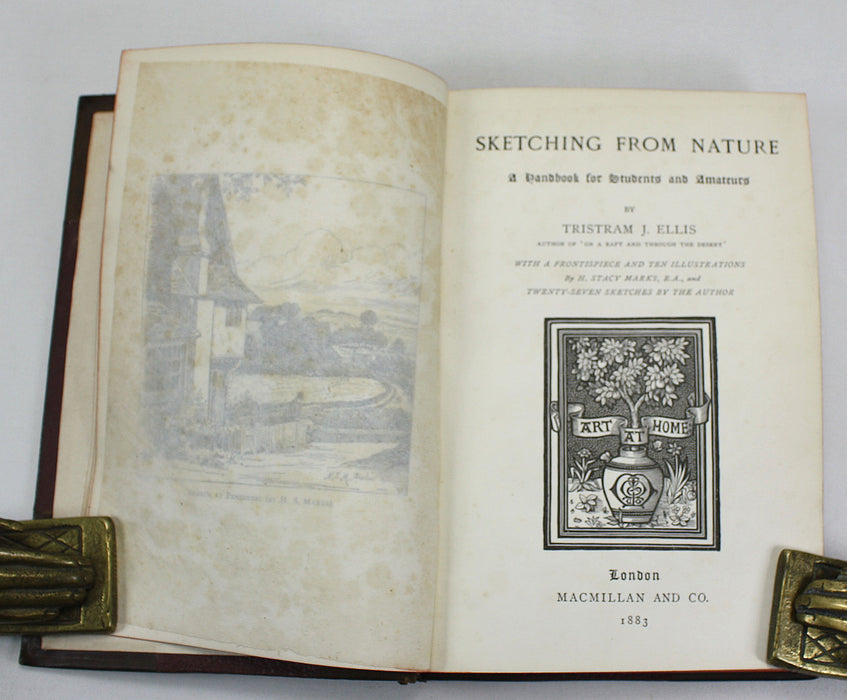 H. S. MARKS
SKETCHING FROM NATURE
A Handbook for Students and Amateurs
BY
TRISTRAM J. ELLIS
AUTHOR OF "ON A RAFT AND THROUGH THE DESERT"
WITH A FRONTISPIECE AND TEN ILLUSTRATIONS
By H. STACY MARKS, R.A., and
TWENTY-SEVEN SKETCHES BY THE AUTHOR
ART AT HOME
London
MACMILLAN AND CO.
1883